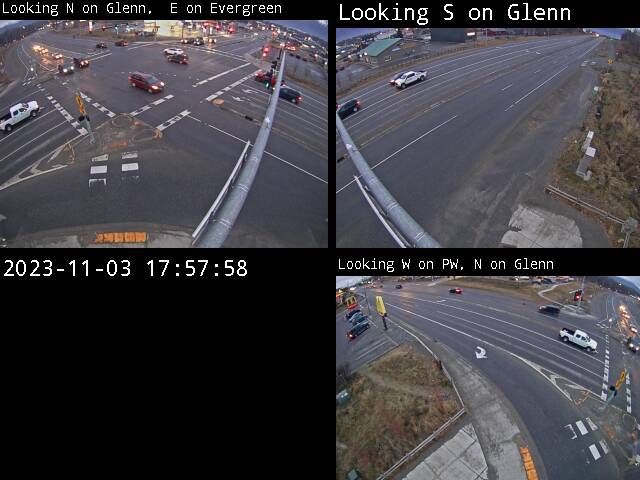 Looking N on Glenn,  E on Evergreen
Looking S on Glenn
2023-11-03 17:57:58
Looking W on PW, N on Glenn